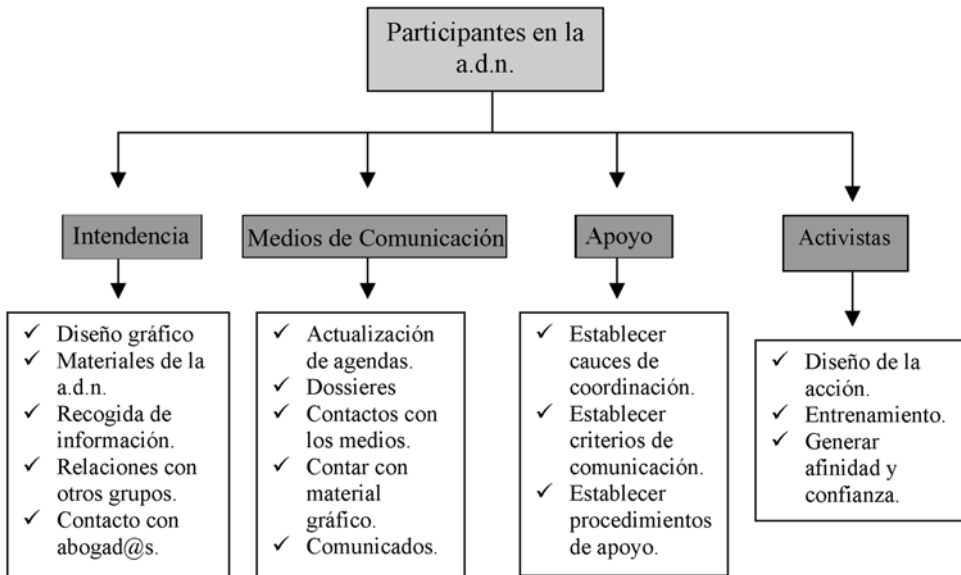 Participantes en la
a.d.n.
Intendencia
Medios de Comunicación
Apoyo
Activistas
✓ Diseño gráfico
✓ Materiales de la
a.d.n.
✓ Recogida de
información.
✓ Relaciones con
otros grupos.
✓ Contacto con
abogad@s.
✓ Actualización
de agendas.
✓ Dossieres
✓ Contactos con
los medios.
✓ Contar con
material
gráfico.
✓ Comunicados.
✓ Establecer
cauces de
coordinación.
✓ Establecer
criterios de
comunicación.
✓ Establecer
procedimientos
de apoyo.
✓ Diseño de la
acción.
✓ Entrenamiento.
✓ Generar
afinidad y
confianza.